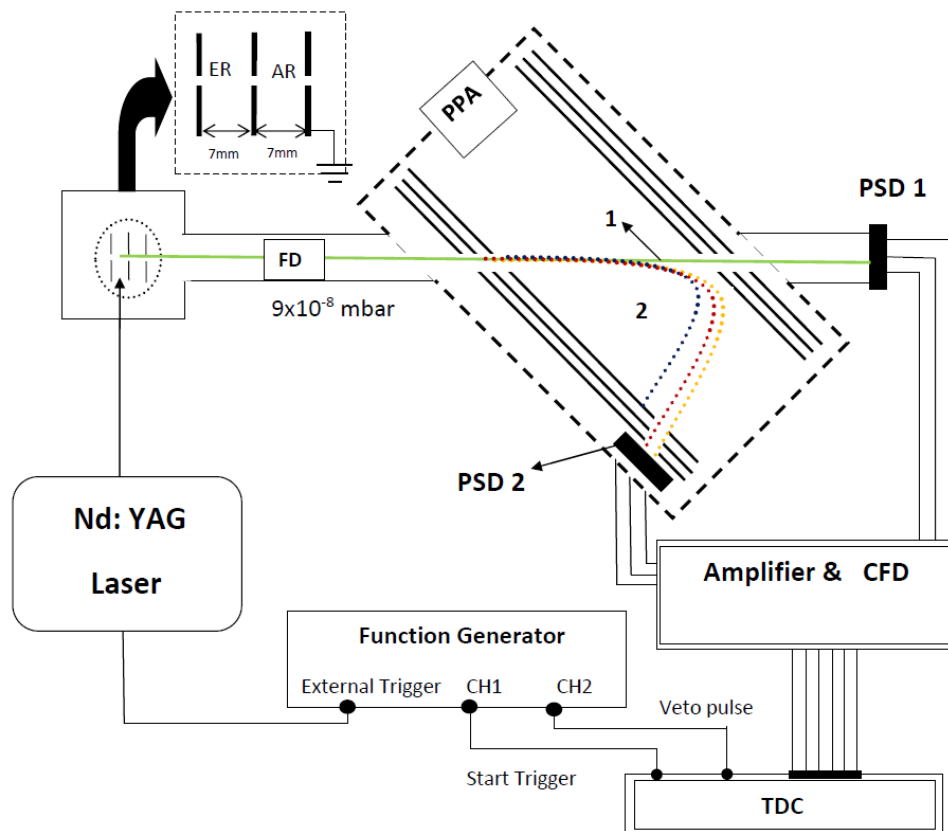 ER
AR
7mm
7mm
PPA
PSD 1
1
FD
9x10-8 mbar
2
PSD 2
Nd: YAG
Laser
Amplifier & CFD
Function Generator
External Trigger
CH1
CH2
Veto pulse
Start Trigger
TDC